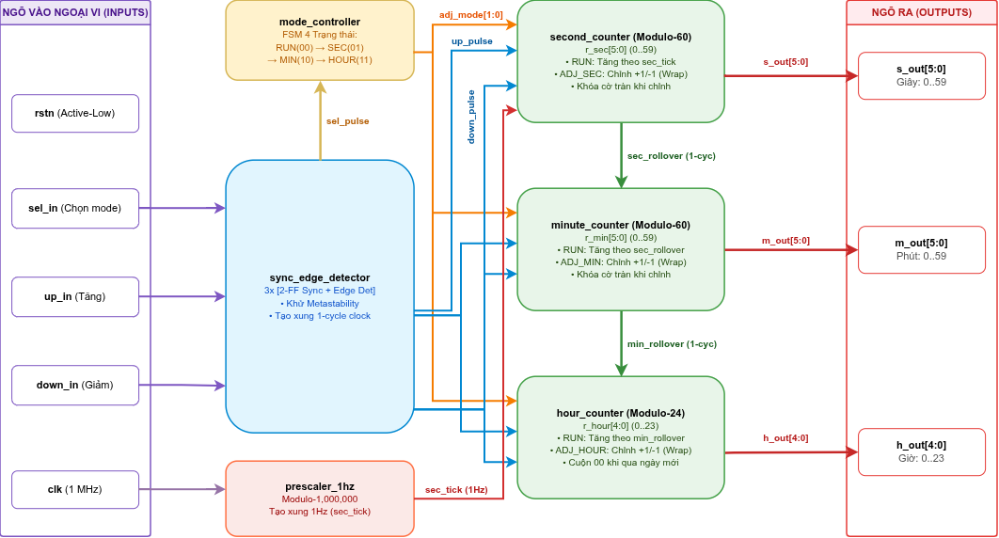 NGÕ VÀO NGOẠI VI (INPUTS)
rstn (Active-Low)
sel_in (Chọn mode)
up_in (Tăng)
down_in (Giảm)
clk (1 MHz)
mode_controller
FSM 4 Trạng thái:
RUN(00) → SEC(01)
→ MIN(10) → HOUR(11)
sel_pulse
sync_edge_detector
3x [2-FF Sync + Edge Det]
• Khử Metastability
• Tạo xung 1-cycle clock
prescaler_1hz
Modulo-1,000,000
Tạo xung 1Hz (sec_tick)
adj_mode[1:0]
up_pulse
down_pulse
sec_tick (1Hz)
second_counter (Modulo-60)
r_sec[5:0] (0..59)
• RUN: Tăng theo sec_tick
• ADJ_SEC: Chỉnh +1/-1 (Wrap)
• Khóa cờ tràn khi chỉnh
sec_rollover (1-cyc)
minute_counter (Modulo-60)
r_min[5:0] (0..59)
• RUN: Tăng theo sec_rollover
• ADJ_MIN: Chỉnh +1/-1 (Wrap)
• Khóa cờ tràn khi chỉnh
min_rollover (1-cyc)
hour_counter (Modulo-24)
r_hour[4:0] (0..23)
• RUN: Tăng theo min_rollover
• ADJ_HOUR: Chỉnh +1/-1 (Wrap)
• Cuộn 00 khi qua ngày mới
s_out[5:0]
m_out[5:0]
h_out[4:0]
NGÕ RA (OUTPUTS)
s_out[5:0]
Giây: 0..59
m_out[5:0]
Phút: 0..59
h_out[4:0]
Giờ: 0..23